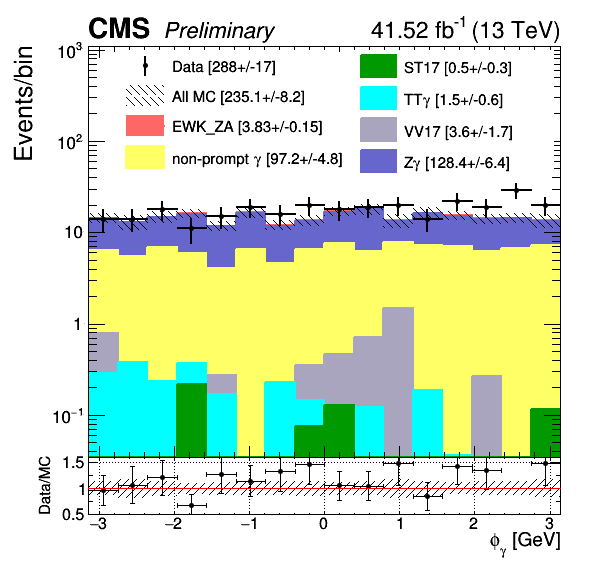 CMS Preliminary 41.52 fb⁻¹ (13 TeV)
Events/bin
10³
10²
10
1
10⁻¹
Data [288+/-17]
All MC [235.1+/-8.2]
EWK_ZA [3.83+/-0.15]
non-prompt γ [97.2+/-4.8]
ST17 [0.5+/-0.3]
TTγ [1.5+/-0.6]
VV17 [3.6+/-1.7]
Zγ [128.4+/-6.4]
Data/MC
1.5
1
0.5
−3 −2 −1 0 1 2 3
ϕγ [GeV]